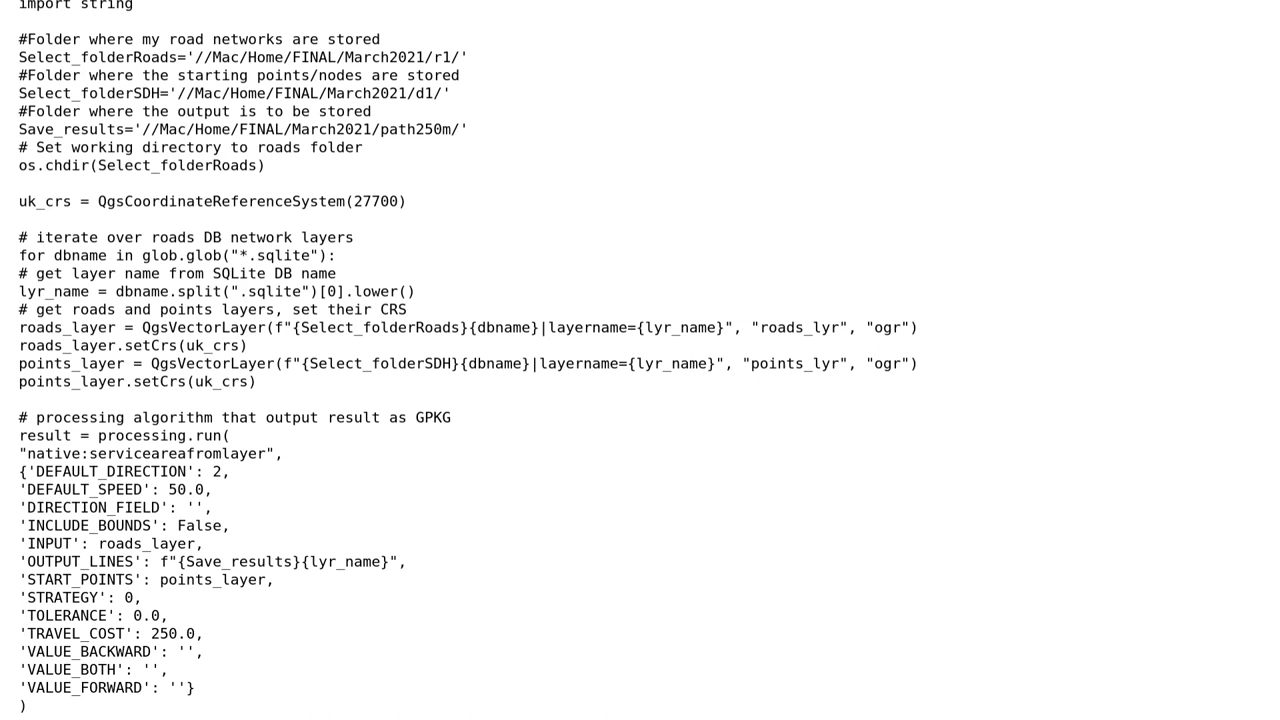 import string
#Folder where my road networks are stored
Select_folderRoads='//Mac/Home/FINAL/March2021/r1/'
#Folder where the starting points/nodes are stored
Select_folderSDH='//Mac/Home/FINAL/March2021/d1/'
#Folder where the output is to be stored
Save_results='//Mac/Home/FINAL/March2021/path250m/'
# Set working directory to roads folder
os.chdir(Select_folderRoads)
uk_crs = QgsCoordinateReferenceSystem(27700)
# iterate over roads DB network layers
for dbname in glob.glob("*.sqlite"):
# get layer name from SQLite DB name
lyr_name = dbname.split(".sqlite")[0].lower()
# get roads and points layers, set their CRS
roads_layer = QgsVectorLayer(f"{Select_folderRoads}{dbname}|layername={lyr_name}", "roads_lyr", "ogr")
roads_layer.setCrs(uk_crs)
points_layer = QgsVectorLayer(f"{Select_folderSDH}{dbname}|layername={lyr_name}", "points_lyr", "ogr")
points_layer.setCrs(uk_crs)
# processing algorithm that output result as GPKG
result = processing.run(
"native:serviceareafromlayer",
{'DEFAULT_DIRECTION': 2,
'DEFAULT_SPEED': 50.0,
'DIRECTION_FIELD': '',
'INCLUDE_BOUNDS': False,
'INPUT': roads_layer,
'OUTPUT_LINES': f"{Save_results}{lyr_name}",
'START_POINTS': points_layer,
'STRATEGY': 0,
'TOLERANCE': 0.0,
'TRAVEL_COST': 250.0,
'VALUE_BACKWARD': '',
'VALUE_BOTH': '',
'VALUE_FORWARD': ''}
)